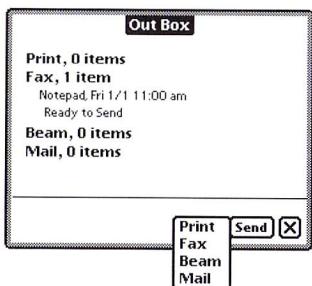 Out Box
Print, 0 items
Fax, 1 item
Notepad, Fri 1/1 11:00 am
Ready to Send
Beam, 0 items
Mail, 0 items
Print
Send
Fax
Beam
Mail